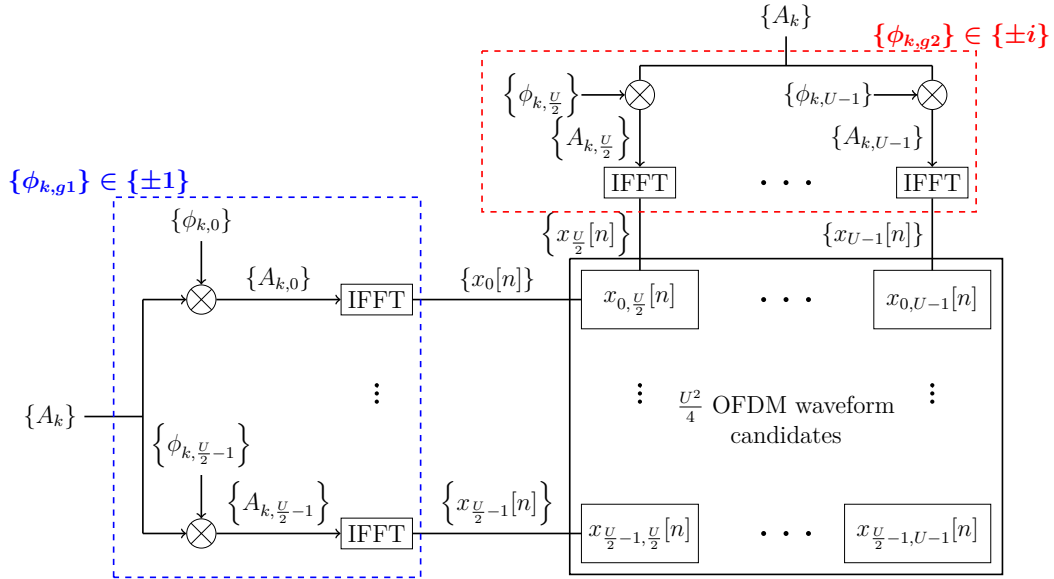 {A_k}
{ϕ_{k,g2}} ∈ {±i}
{ϕ_{k,U/2}}
{ϕ_{k,U−1}}
{A_{k,U/2}}
{A_{k,U−1}}
IFFT · · · IFFT
{ϕ_{k,g1}} ∈ {±1}
{x_{U/2}[n]}
{x_{U−1}[n]}
{ϕ_{k,0}}
{A_{k,0}}
IFFT
{x_0[n]}
x_{0,U/2}[n] · · · x_{0,U−1}[n]
⋮ ⋮ ⋮
{A_k}
U²/4 OFDM waveform
candidates
{ϕ_{k,U/2−1}}
{A_{k,U/2−1}}
IFFT
{x_{U/2−1}[n]}
x_{U/2−1,U/2}[n] · · · x_{U/2−1,U−1}[n]